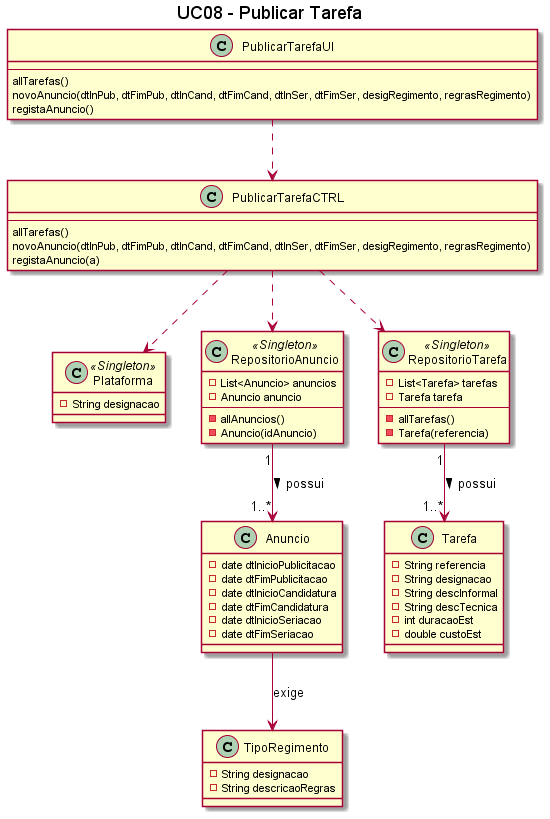 UC08 - Publicar Tarefa
C PublicarTarefaUI
allTarefas()
novoAnuncio(dtInPub, dtFimPub, dtInCand, dtFimCand, dtInSer, dtFimSer, desigRegimento, regrasRegimento)
registaAnuncio()
C PublicarTarefaCTRL
allTarefas()
novoAnuncio(dtInPub, dtFimPub, dtInCand, dtFimCand, dtInSer, dtFimSer, desigRegimento, regrasRegimento)
registaAnuncio(a)
«Singleton»
C Plataforma
String designacao
«Singleton»
C RepositorioAnuncio
List<Anuncio> anuncios
Anuncio anuncio
allAnuncios()
Anuncio(idAnuncio)
«Singleton»
C RepositorioTarefa
List<Tarefa> tarefas
Tarefa tarefa
allTarefas()
Tarefa(referencia)
1
possui
1..*
1
possui
1..*
C Anuncio
date dtInicioPublicitacao
date dtFimPublicitacao
date dtInicioCandidatura
date dtFimCandidatura
date dtInicioSeriacao
date dtFimSeriacao
C Tarefa
String referencia
String designacao
String descInformal
String descTecnica
int duracaoEst
double custoEst
exige
C TipoRegimento
String designacao
String descricaoRegras